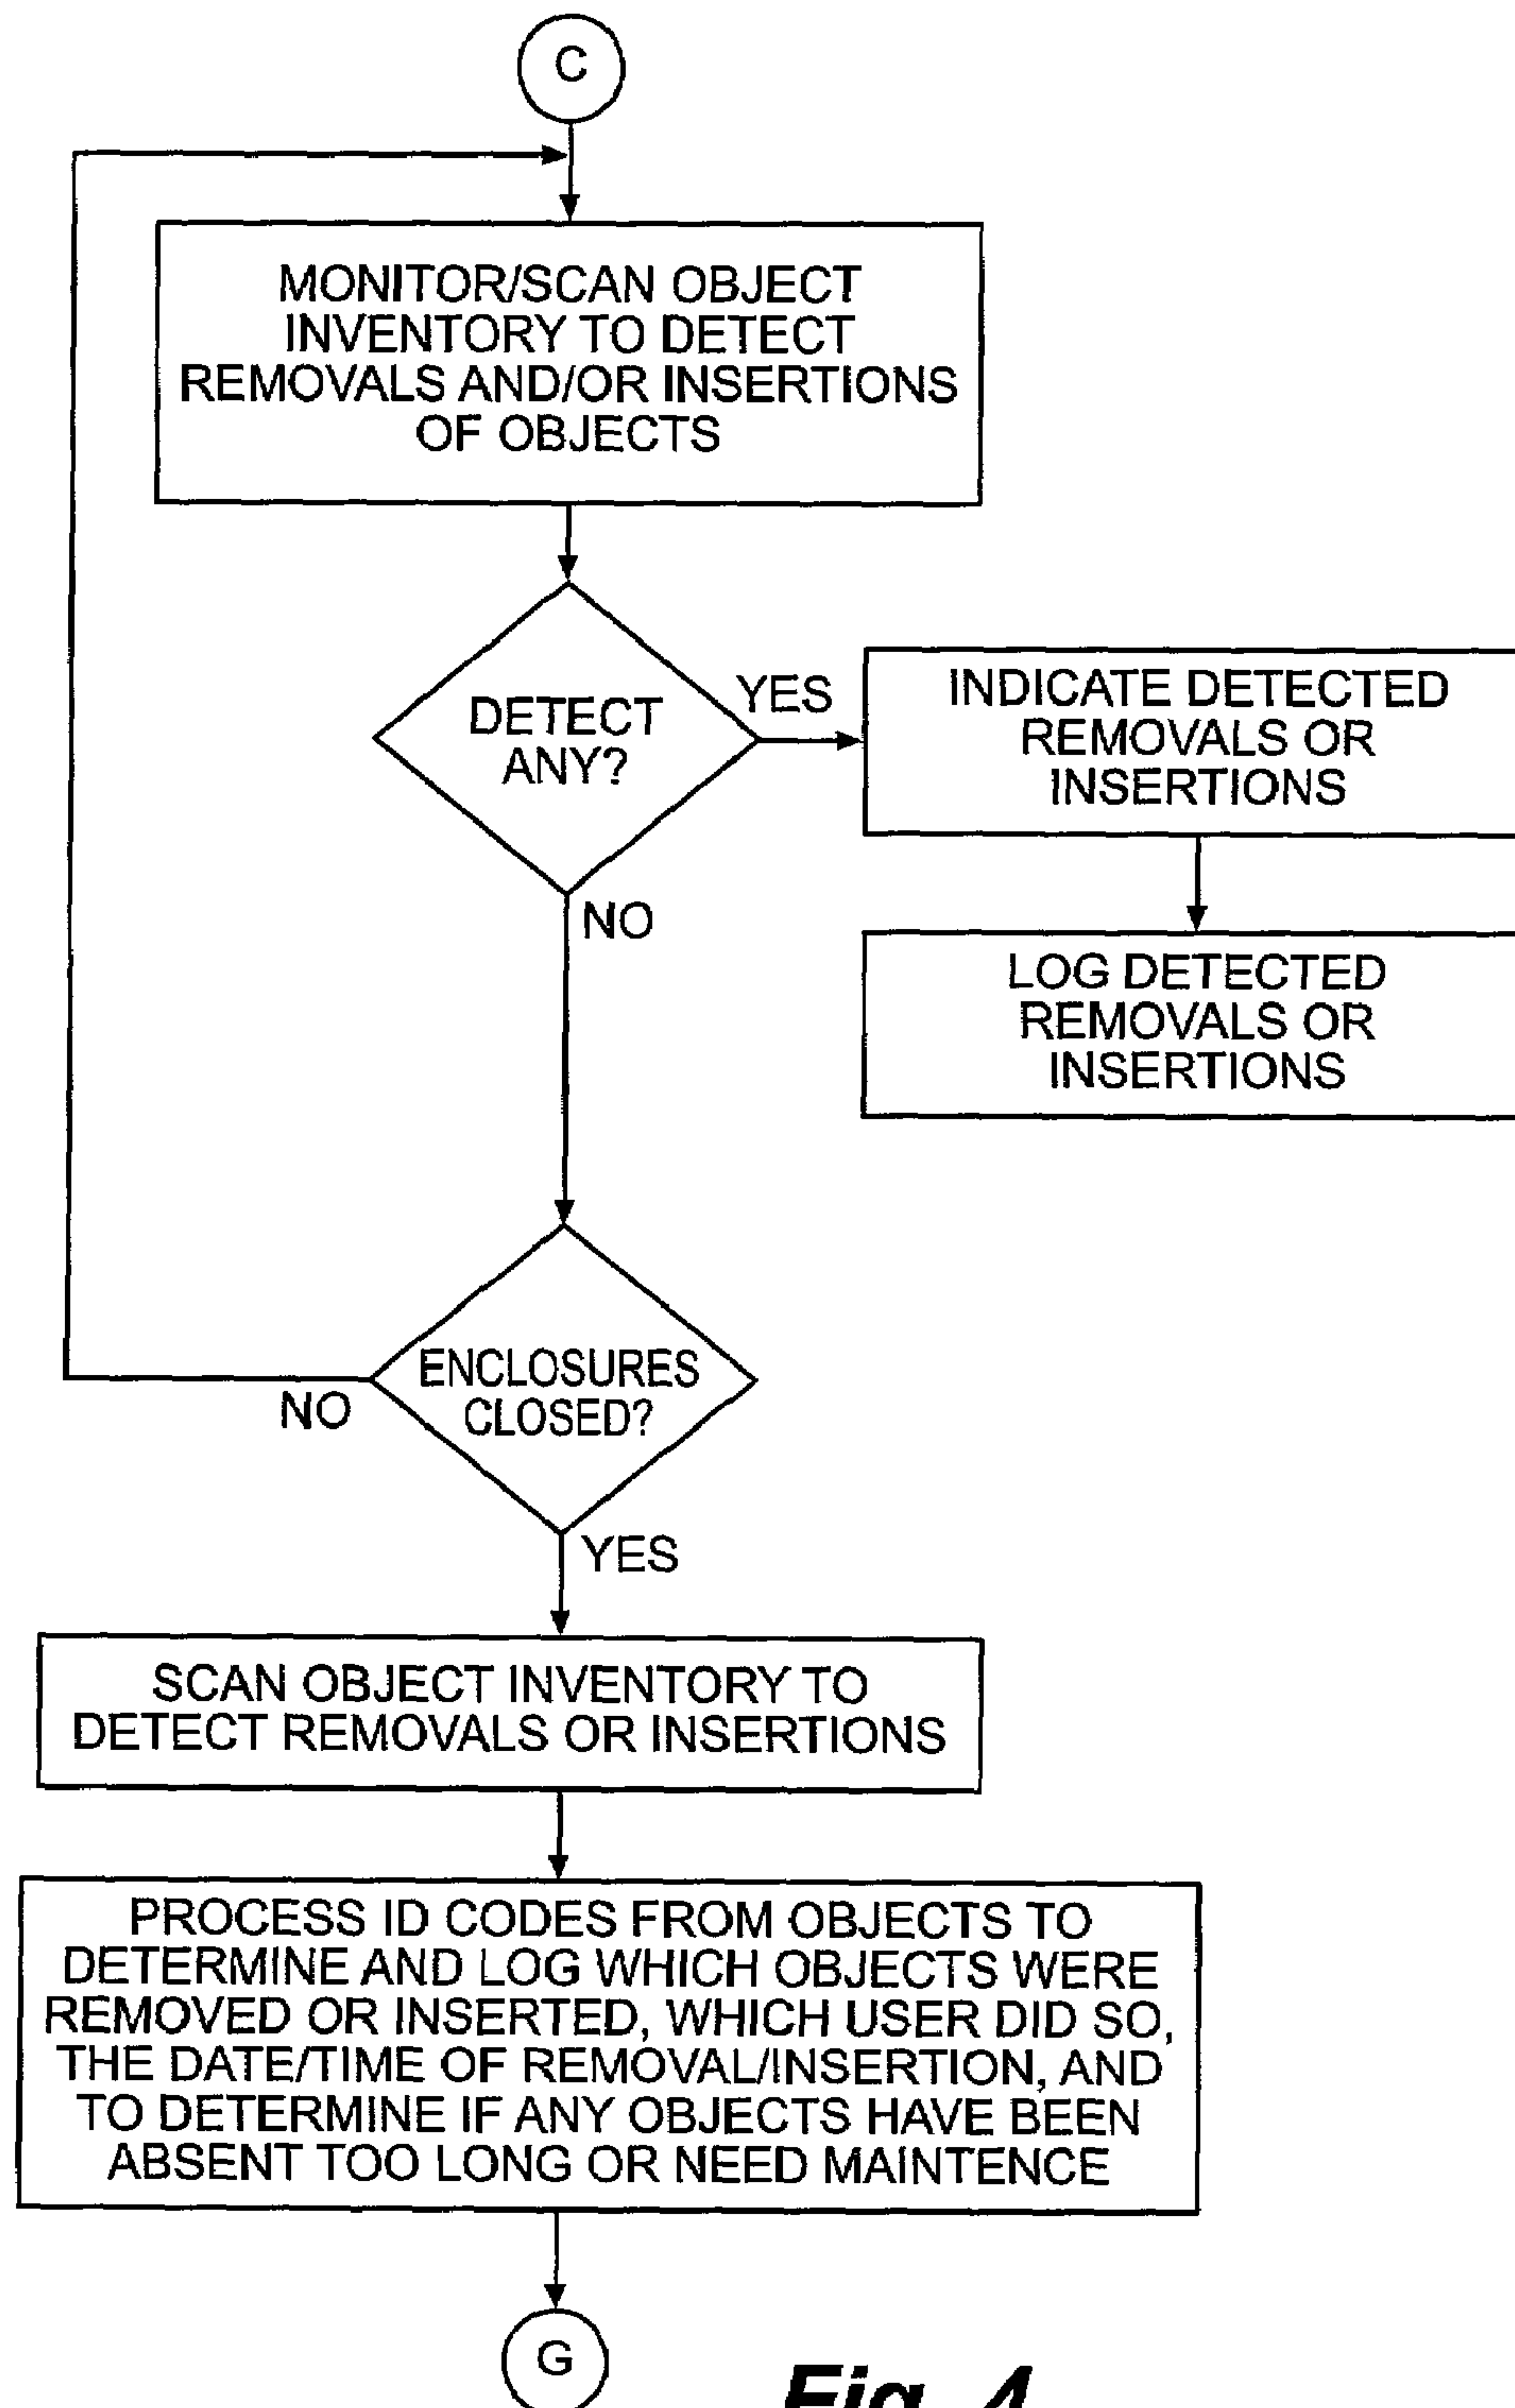 C
MONITOR/SCAN OBJECT
INVENTORY TO DETECT
REMOVALS AND/OR INSERTIONS
OF OBJECTS
DETECT
ANY?
YES
INDICATE DETECTED
REMOVALS OR
INSERTIONS
NO
LOG DETECTED
REMOVALS OR
INSERTIONS
ENCLOSURES
CLOSED?
NO
YES
SCAN OBJECT INVENTORY TO
DETECT REMOVALS OR INSERTIONS
PROCESS ID CODES FROM OBJECTS TO
DETERMINE AND LOG WHICH OBJECTS WERE
REMOVED OR INSERTED, WHICH USER DID SO,
THE DATE/TIME OF REMOVAL/INSERTION, AND
TO DETERMINE IF ANY OBJECTS HAVE BEEN
ABSENT TOO LONG OR NEED MAINTENCE
G
Fig. 4